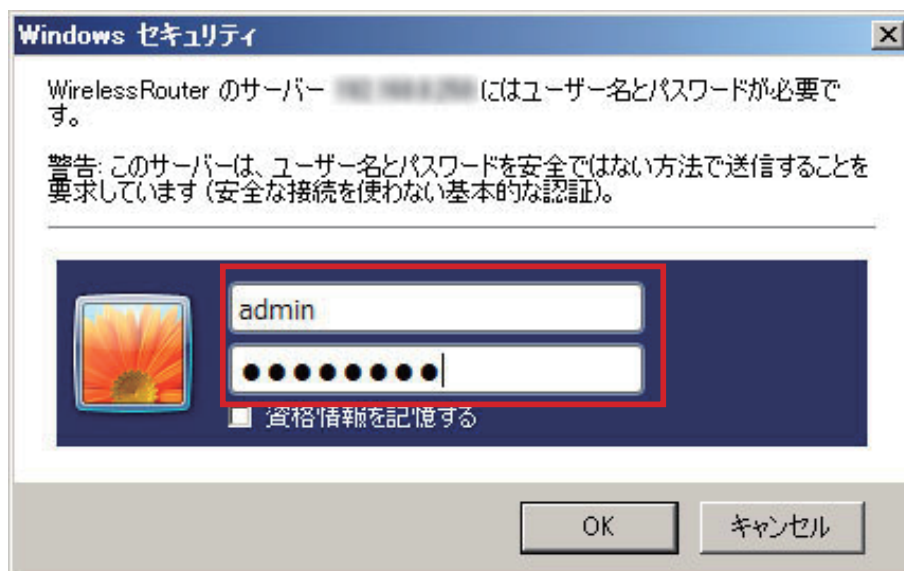 Windows セキュリティ
WirelessRouter のサーバー にはユーザー名とパスワードが必要で
す。
警告: このサーバーは、ユーザー名とパスワードを安全ではない方法で送信することを
要求しています (安全な接続を使わない基本的な認証)。
admin
●●●●●●●●
資格情報を記憶する
OK
キャンセル